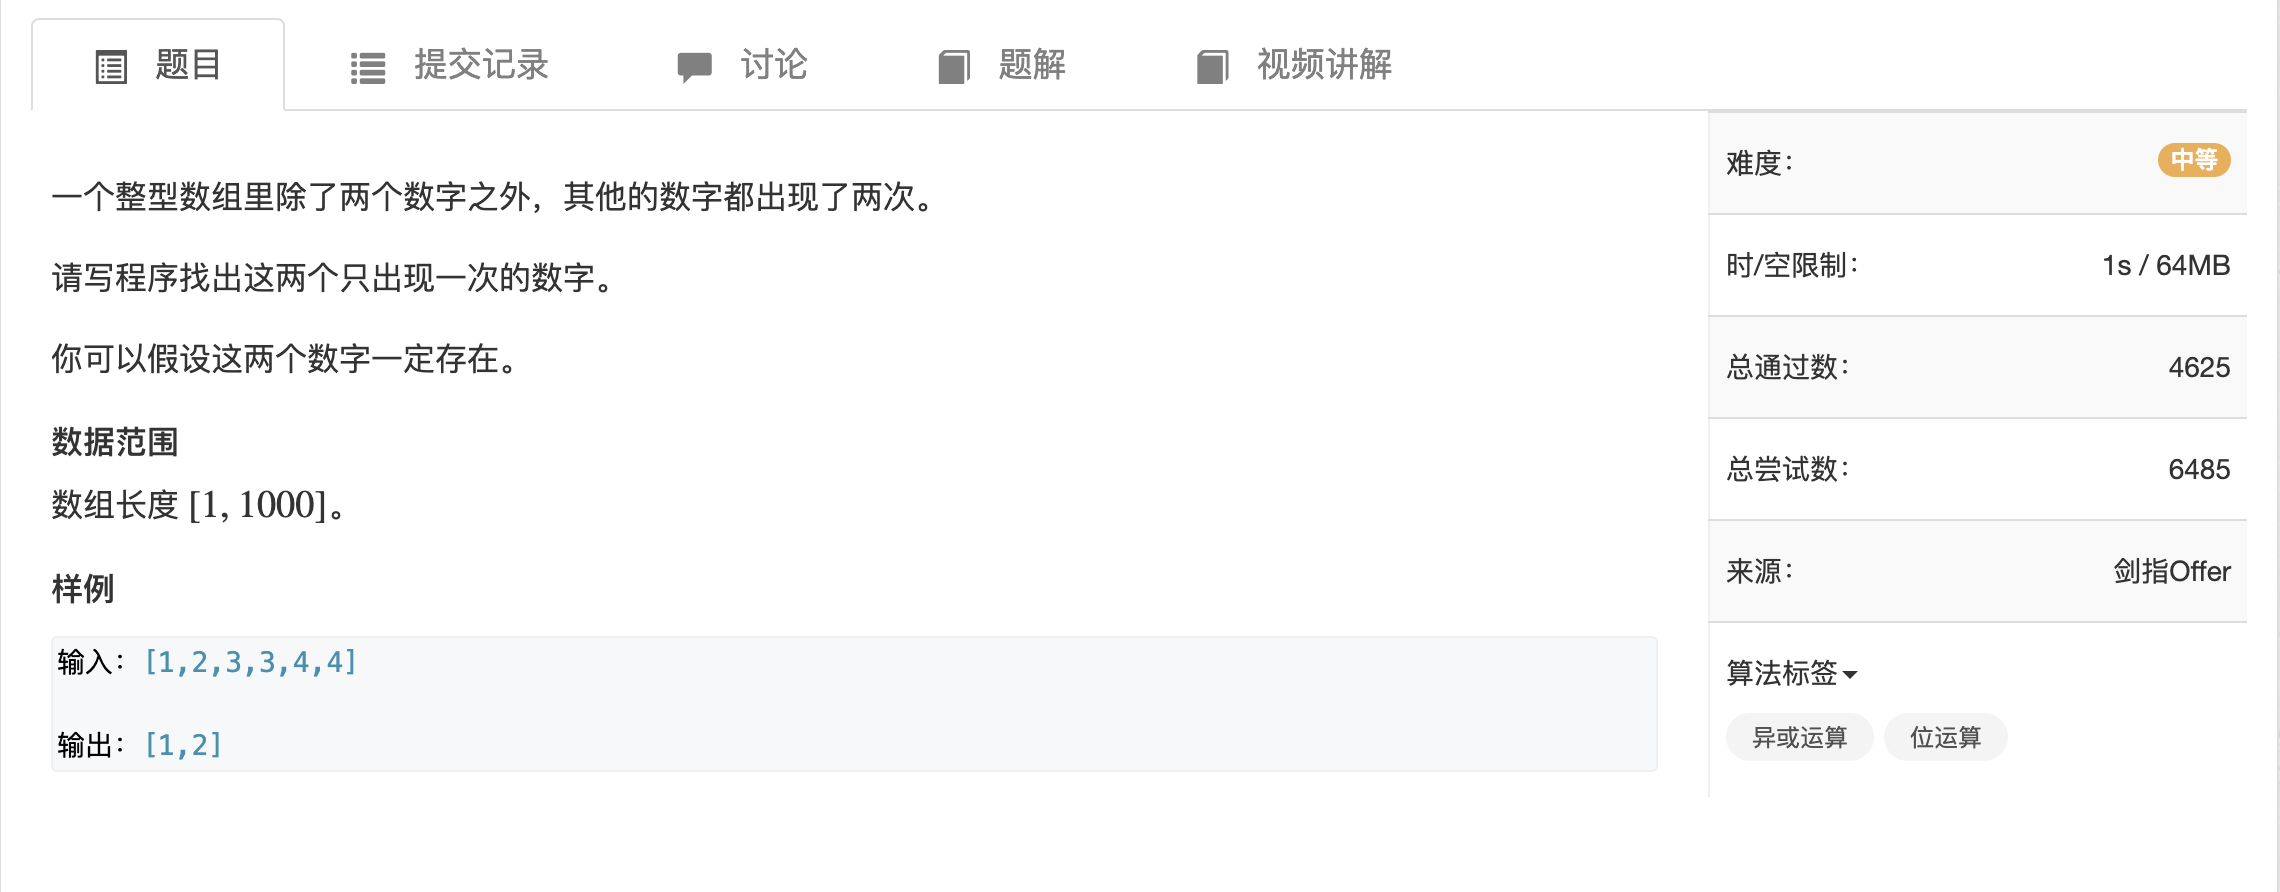 题目 提交记录 讨论 题解 视频讲解
一个整型数组里除了两个数字之外，其他的数字都出现了两次。
请写程序找出这两个只出现一次的数字。
你可以假设这两个数字一定存在。
数据范围
数组长度 [1, 1000]。
样例
输入：[1,2,3,3,4,4]
输出：[1,2]
难度： 中等
时/空限制： 1s / 64MB
总通过数： 4625
总尝试数： 6485
来源： 剑指Offer
算法标签
异或运算 位运算